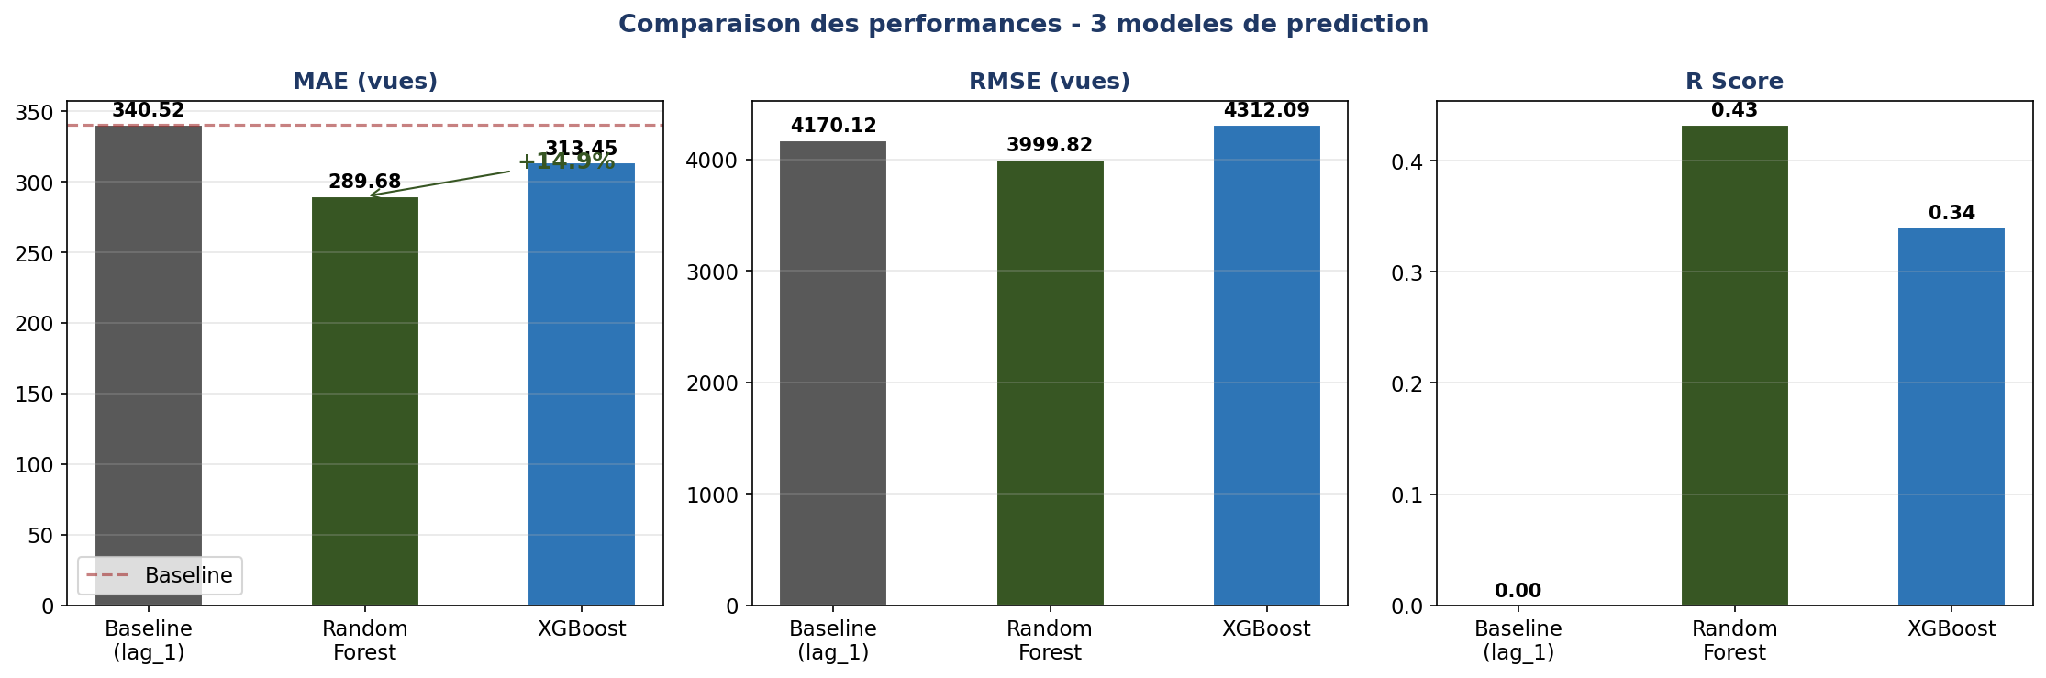 Comparaison des performances - 3 modeles de prediction
MAE (vues)
350
300
250
200
150
100
50
0
340.52
289.68
313.45
+14.9%
Baseline
Baseline
(lag_1)
Random
Forest
XGBoost
RMSE (vues)
4000
3000
2000
1000
0
4170.12
3999.82
4312.09
Baseline
(lag_1)
Random
Forest
XGBoost
R Score
0.4
0.3
0.2
0.1
0.0
0.00
0.43
0.34
Baseline
(lag_1)
Random
Forest
XGBoost